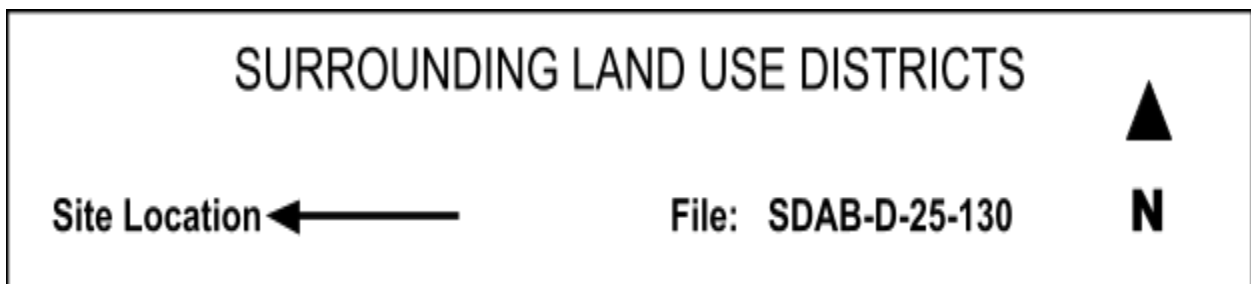 SURROUNDING LAND USE DISTRICTS
Site Location
File: SDAB-D-25-130
N